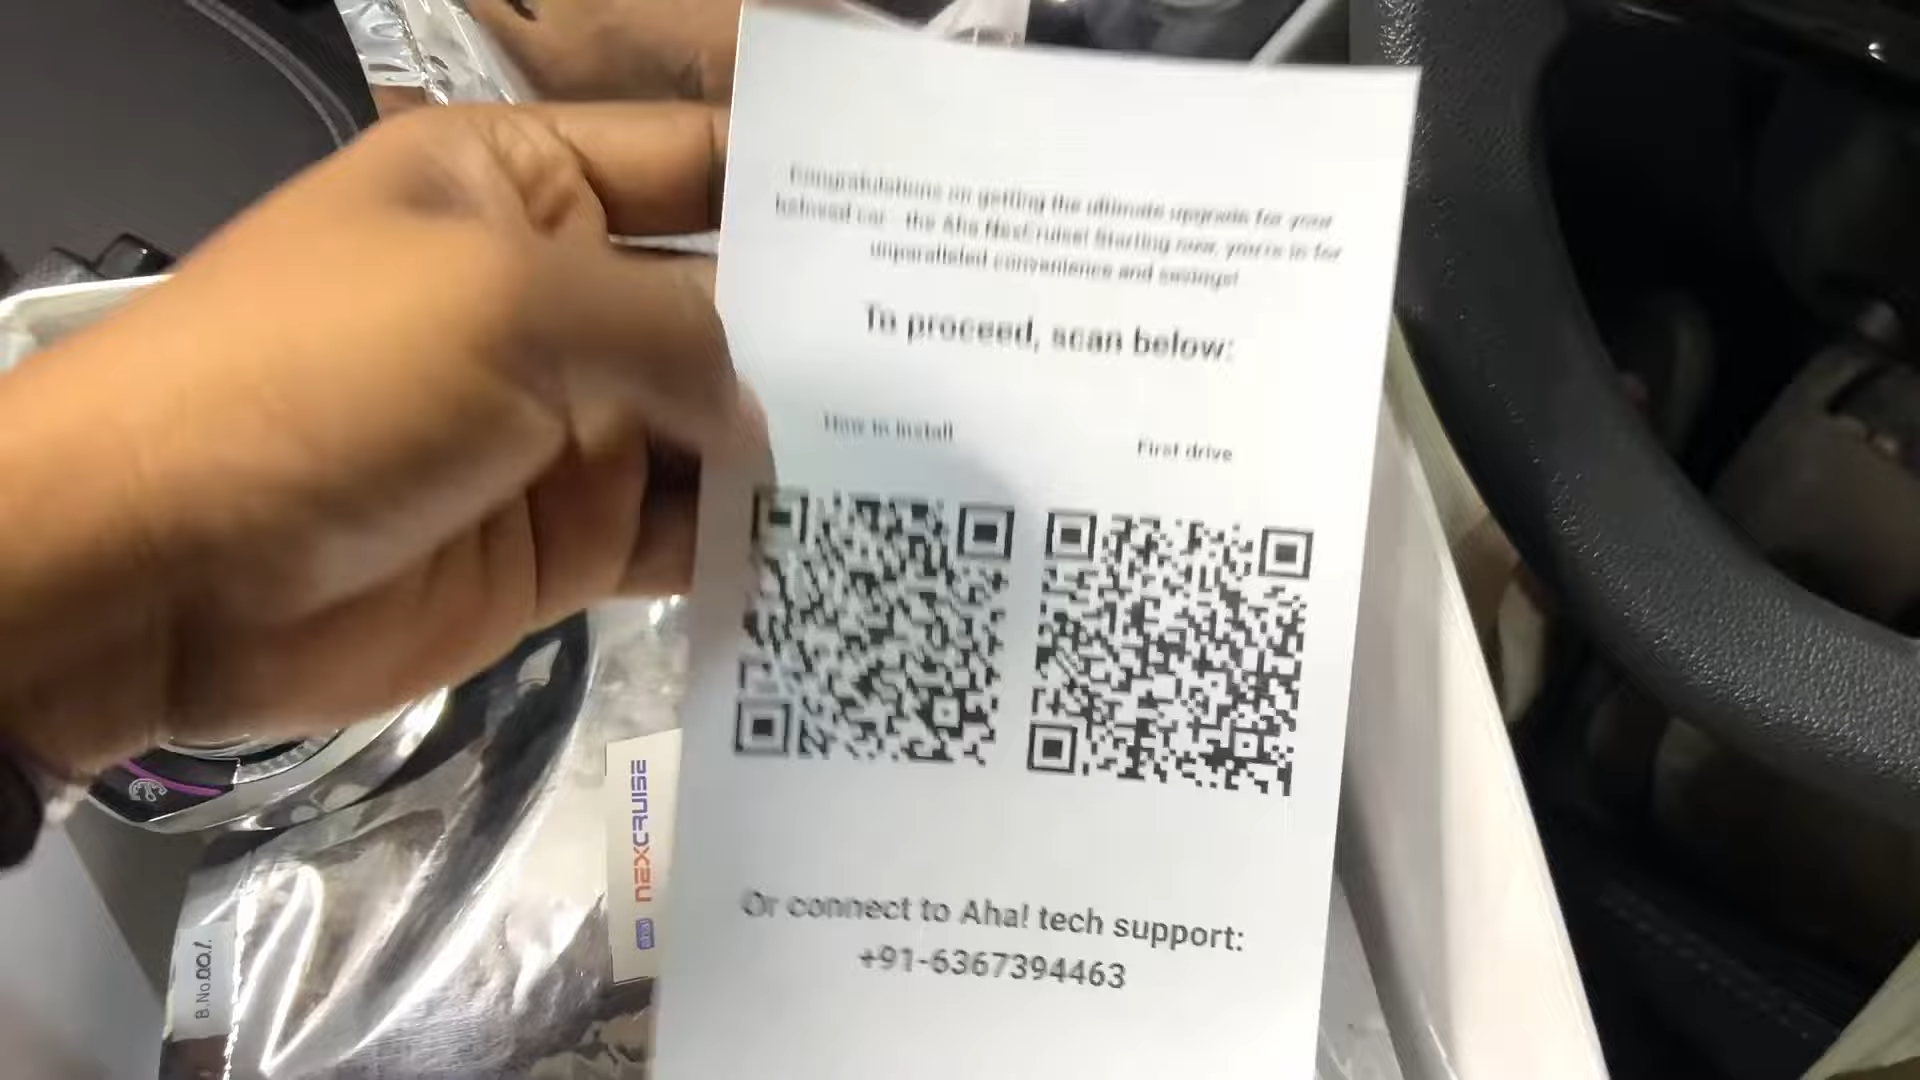 Congratulations on getting the ultimate upgrade for your
beloved car - the Aha NexCruise! Starting now, you're in for
unparalleled convenience and savings!
To proceed, scan below:
How to install
First drive
Or connect to Aha! tech support:
+91-6367394463
aha! NEXCRUISE
B.No.001